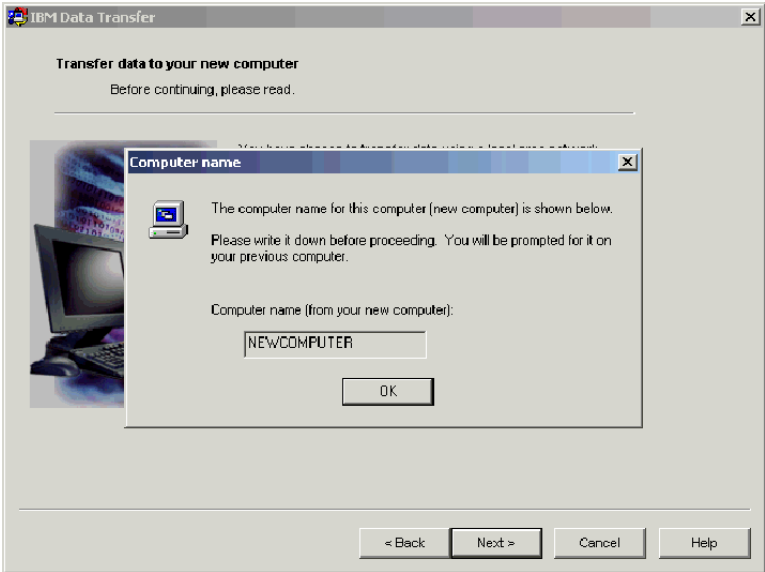 IBM Data Transfer
Transfer data to your new computer
Before continuing, please read.
Computer name
The computer name for this computer (new computer) is shown below.
Please write it down before proceeding. You will be prompted for it on
your previous computer.
Computer name (from your new computer):
NEWCOMPUTER
OK
< Back
Next >
Cancel
Help